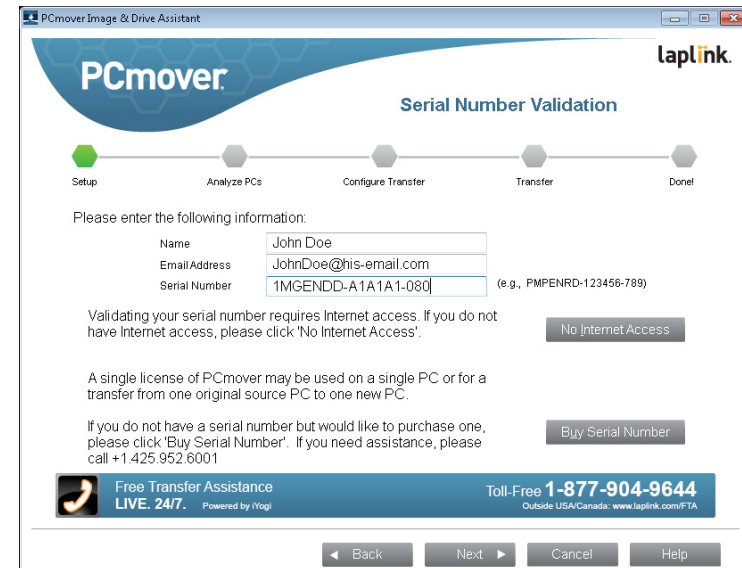 PCmover Image & Drive Assistant
laplink.
PCmover
Serial Number Validation
Setup
Analyze PCs
Configure Transfer
Transfer
Done!
Please enter the following information:
Name
John Doe
Email Address
JohnDoe@his-email.com
Serial Number
1MGENDD-A1A1A1-080
(e.g., PMPENRD-123456-789)
Validating your serial number requires Internet access. If you do not
have Internet access, please click 'No Internet Access'.
No Internet Access
A single license of PCmover may be used on a single PC or for a
transfer from one original source PC to one new PC.
If you do not have a serial number but would like to purchase one,
please click 'Buy Serial Number'. If you need assistance, please
call +1.425.952.6001
Buy Serial Number
Free Transfer Assistance
LIVE. 24/7. Powered by iYogi
Toll-Free 1-877-904-9644
Outside USA/Canada: www.laplink.com/FTA
Back
Next
Cancel
Help